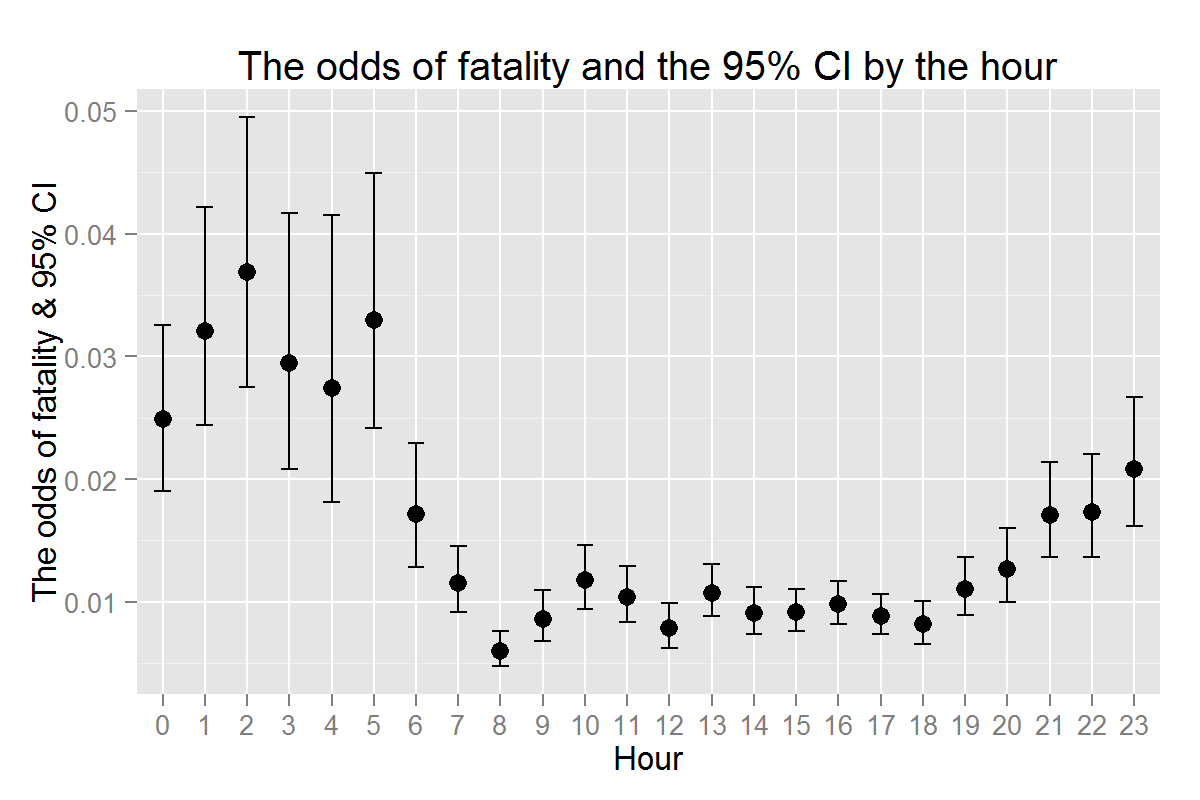 The odds of fatality and the 95% CI by the hour
The odds of fatality & 95% CI
0.05
0.04
0.03
0.02
0.01
0 1 2 3 4 5 6 7 8 9 10 11 12 13 14 15 16 17 18 19 20 21 22 23
Hour